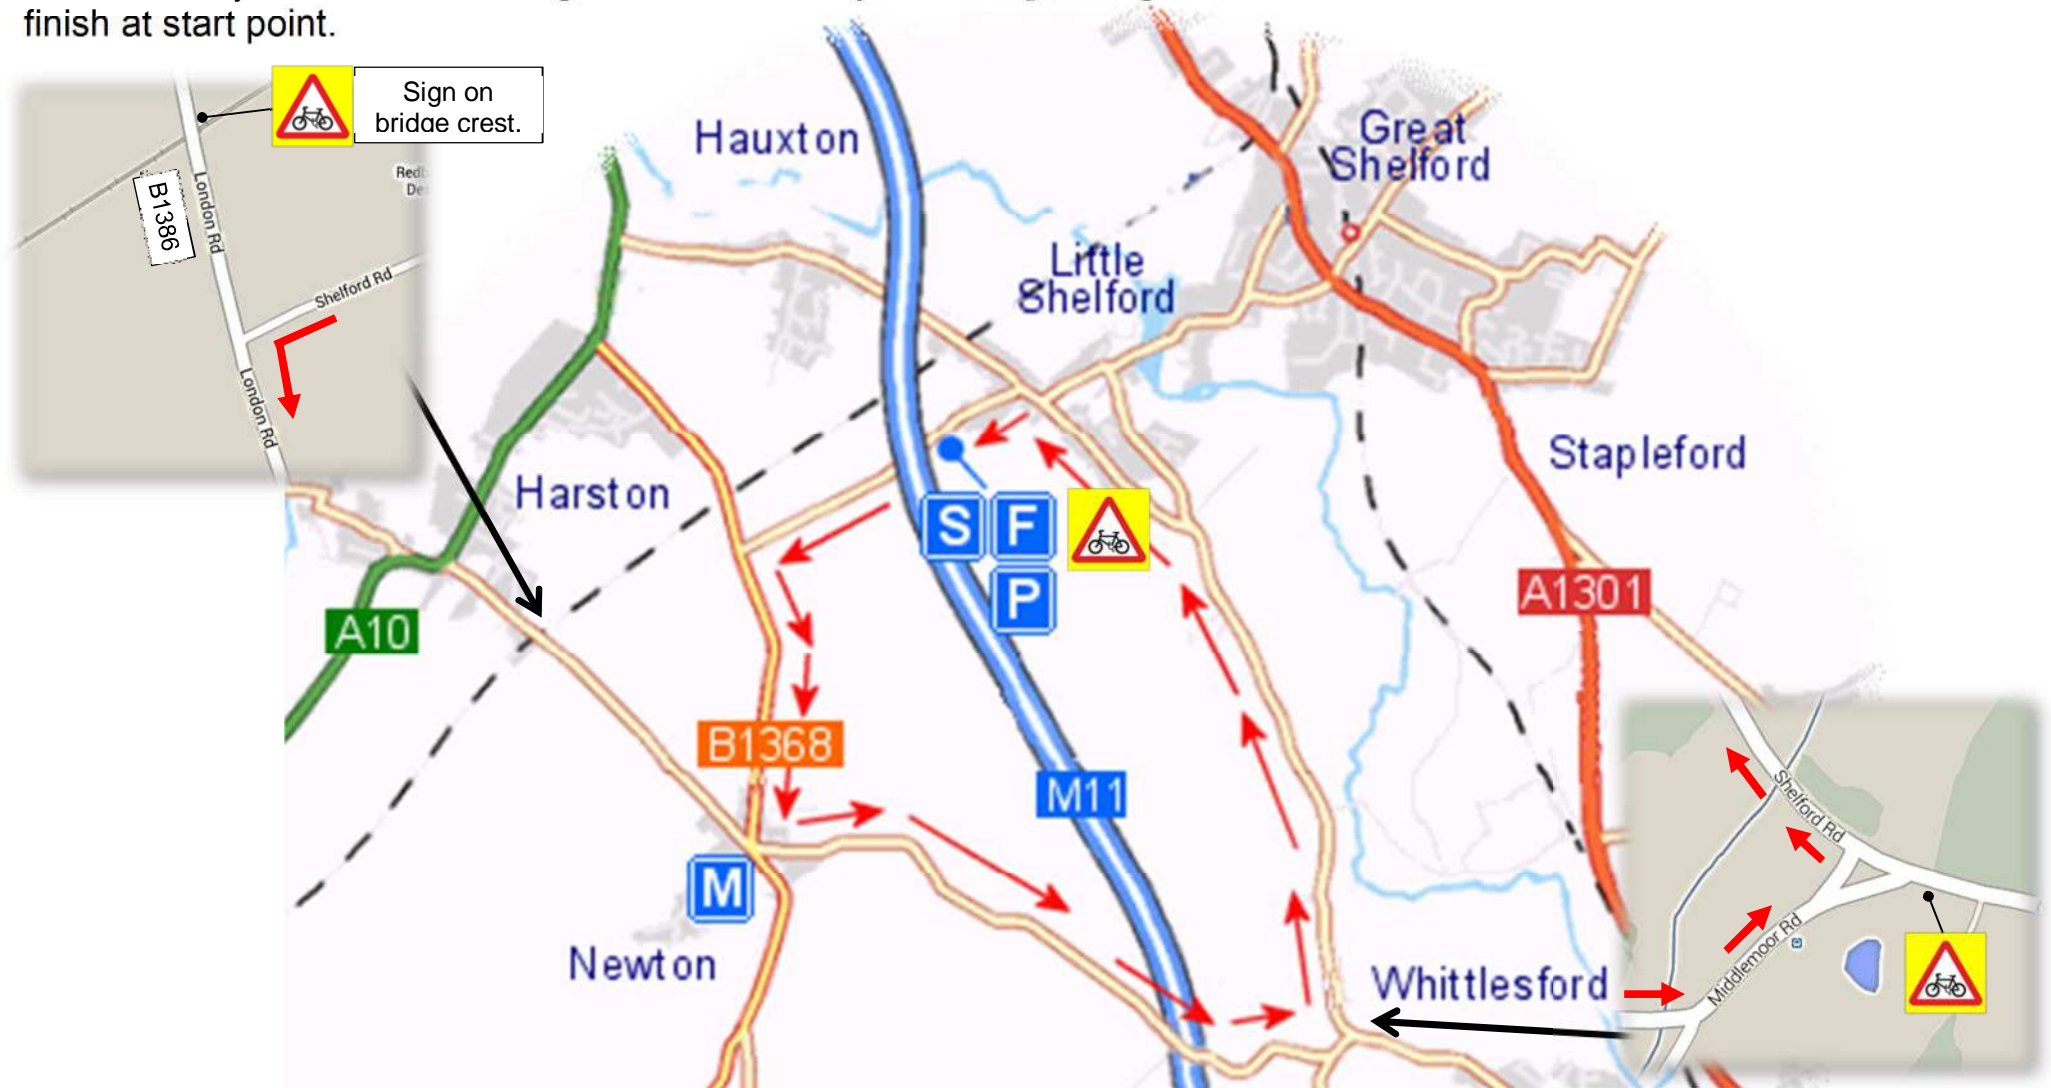 finish at start point.
Sign on
bridge crest.
B1386
London Rd
Shelford Rd
London Rd
Hauxton
Great
Shelford
Little
Shelford
Harston
Stapleford
S F
P
A10
A1301
B1368
M11
M
Newton
Whittlesford
Shelford Rd
Middlemoor Rd